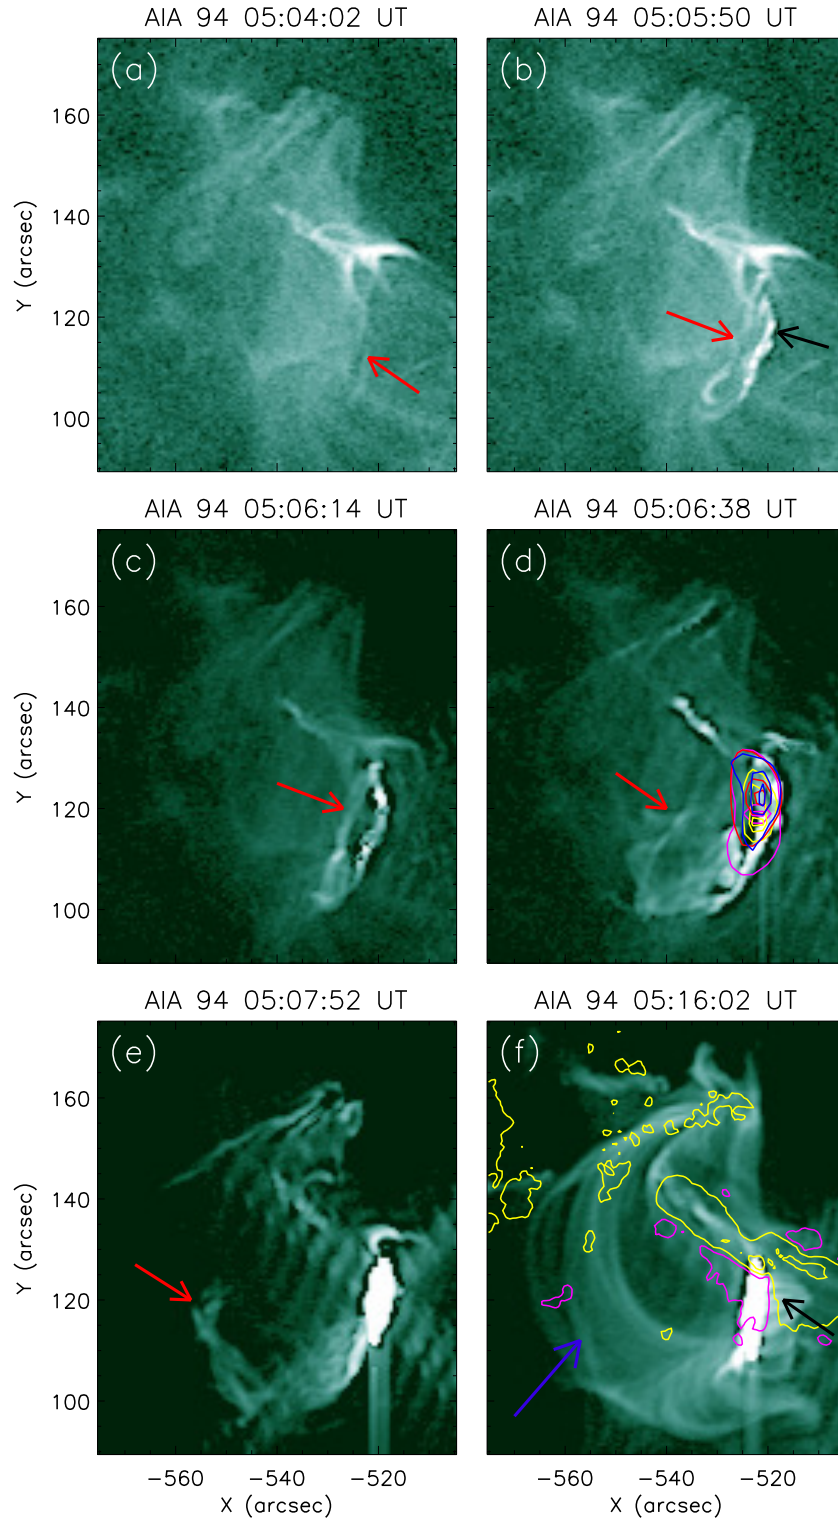 AIA 94 05:04:02 UT
AIA 94 05:05:50 UT
(a)
(b)
160
140
120
100
Y (arcsec)
AIA 94 05:06:14 UT
AIA 94 05:06:38 UT
(c)
(d)
160
140
120
100
Y (arcsec)
AIA 94 05:07:52 UT
AIA 94 05:16:02 UT
(e)
(f)
160
140
120
100
Y (arcsec)
−560 −540 −520
−560 −540 −520
X (arcsec)
X (arcsec)